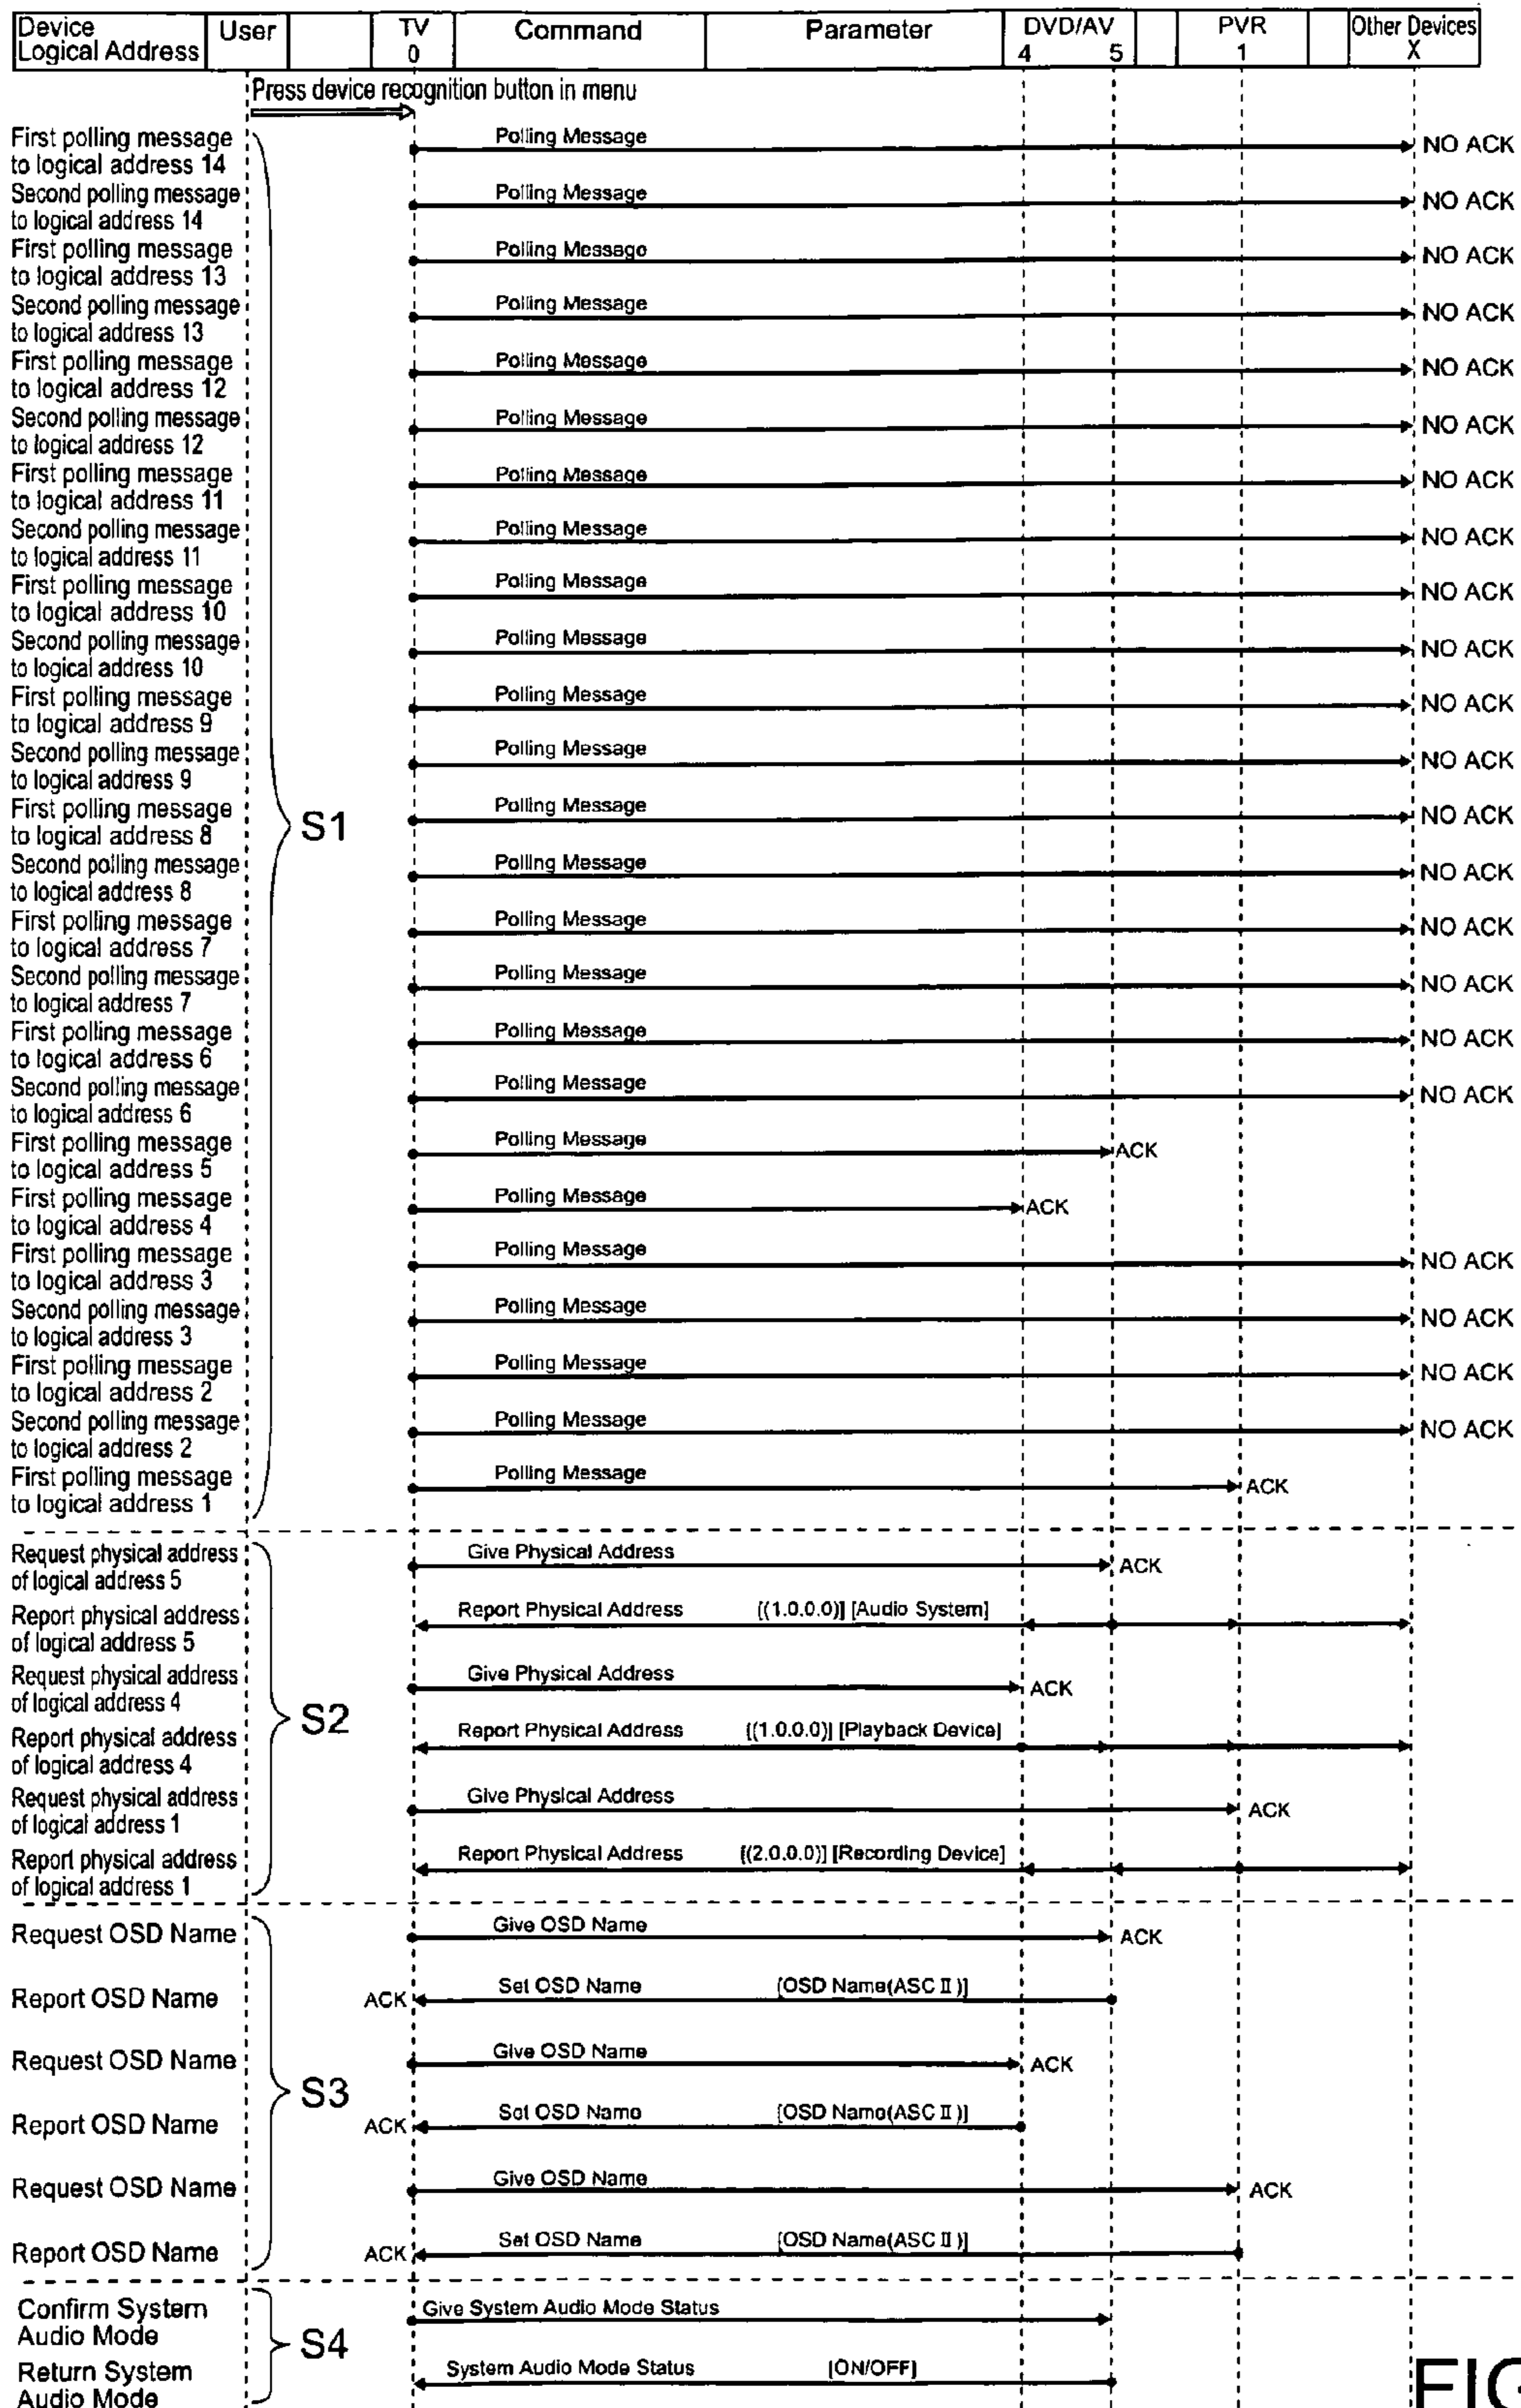 Device Logical Address User TV 0 Command Parameter DVD/AV 4 5 PVR 1 Other Devices X
Press device recognition button in menu
First polling message to logical address 14 Polling Message NO ACK
Second polling message to logical address 14 Polling Message NO ACK
First polling message to logical address 13 Polling Message NO ACK
Second polling message to logical address 13 Polling Message NO ACK
First polling message to logical address 12 Polling Message NO ACK
Second polling message to logical address 12 Polling Message NO ACK
First polling message to logical address 11 Polling Message NO ACK
Second polling message to logical address 11 Polling Message NO ACK
First polling message to logical address 10 Polling Message NO ACK
Second polling message to logical address 10 Polling Message NO ACK
First polling message to logical address 9 Polling Message NO ACK
Second polling message to logical address 9 Polling Message NO ACK
First polling message to logical address 8 Polling Message NO ACK
S1
Second polling message to logical address 8 Polling Message NO ACK
First polling message to logical address 7 Polling Message NO ACK
Second polling message to logical address 7 Polling Message NO ACK
First polling message to logical address 6 Polling Message NO ACK
Second polling message to logical address 6 Polling Message NO ACK
First polling message to logical address 5 Polling Message ACK
First polling message to logical address 4 Polling Message ACK
First polling message to logical address 3 Polling Message NO ACK
Second polling message to logical address 3 Polling Message NO ACK
First polling message to logical address 2 Polling Message NO ACK
Second polling message to logical address 2 Polling Message NO ACK
First polling message to logical address 1 Polling Message ACK
Request physical address of logical address 5 Give Physical Address ACK
Report physical address of logical address 5 Report Physical Address [(1.0.0.0)] [Audio System]
Request physical address of logical address 4 Give Physical Address ACK
S2
Report physical address of logical address 4 Report Physical Address [(1.0.0.0)] [Playback Device]
Request physical address of logical address 1 Give Physical Address ACK
Report physical address of logical address 1 Report Physical Address [(2.0.0.0)] [Recording Device]
Request OSD Name Give OSD Name ACK
Report OSD Name ACK Set OSD Name [OSD Name(ASC II )]
Request OSD Name Give OSD Name ACK
S3
Report OSD Name ACK Set OSD Name [OSD Name(ASC II )]
Request OSD Name Give OSD Name ACK
Report OSD Name ACK Set OSD Name [OSD Name(ASC II )]
Confirm System Audio Mode Give System Audio Mode Status
S4
Return System Audio Mode System Audio Mode Status [ON/OFF]
FIG